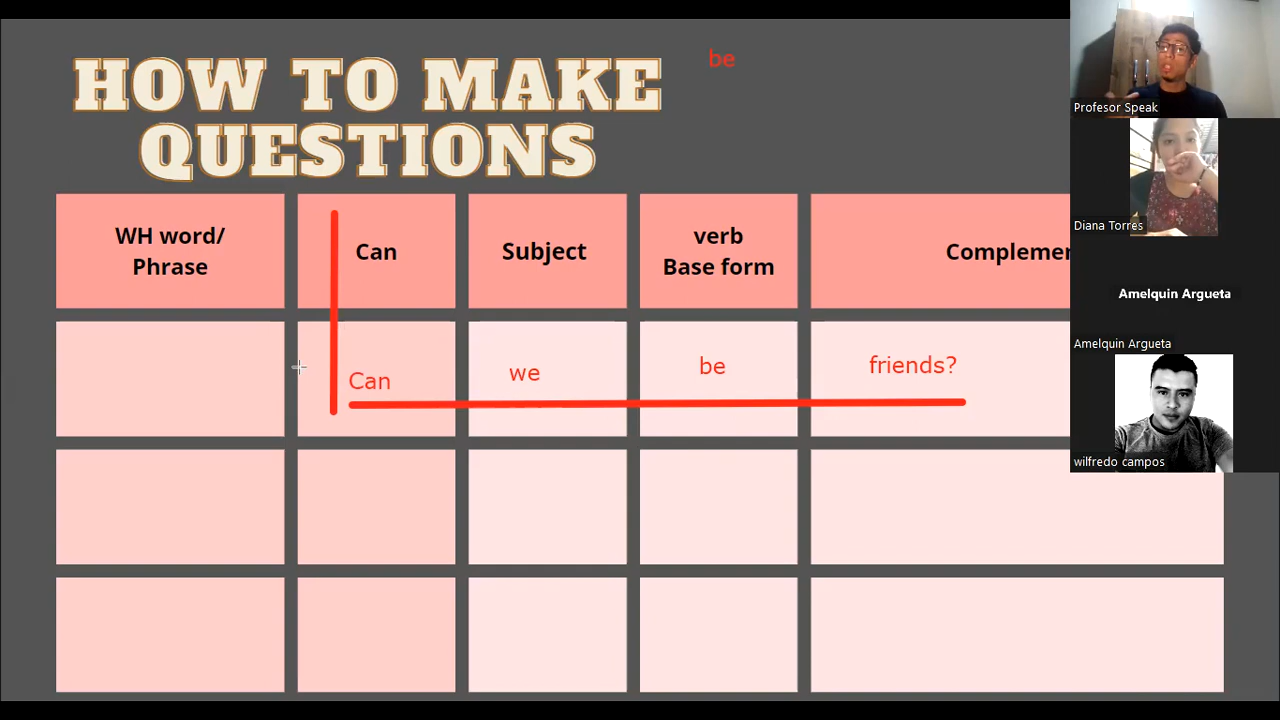 HOW TO MAKE
QUESTIONS
be
WH word/
Phrase
Can
Subject
verb
Base form
Complemen
Can
we
be
friends?
Profesor Speak
Diana Torres
Amelquin Argueta
Amelquin Argueta
wilfredo campos